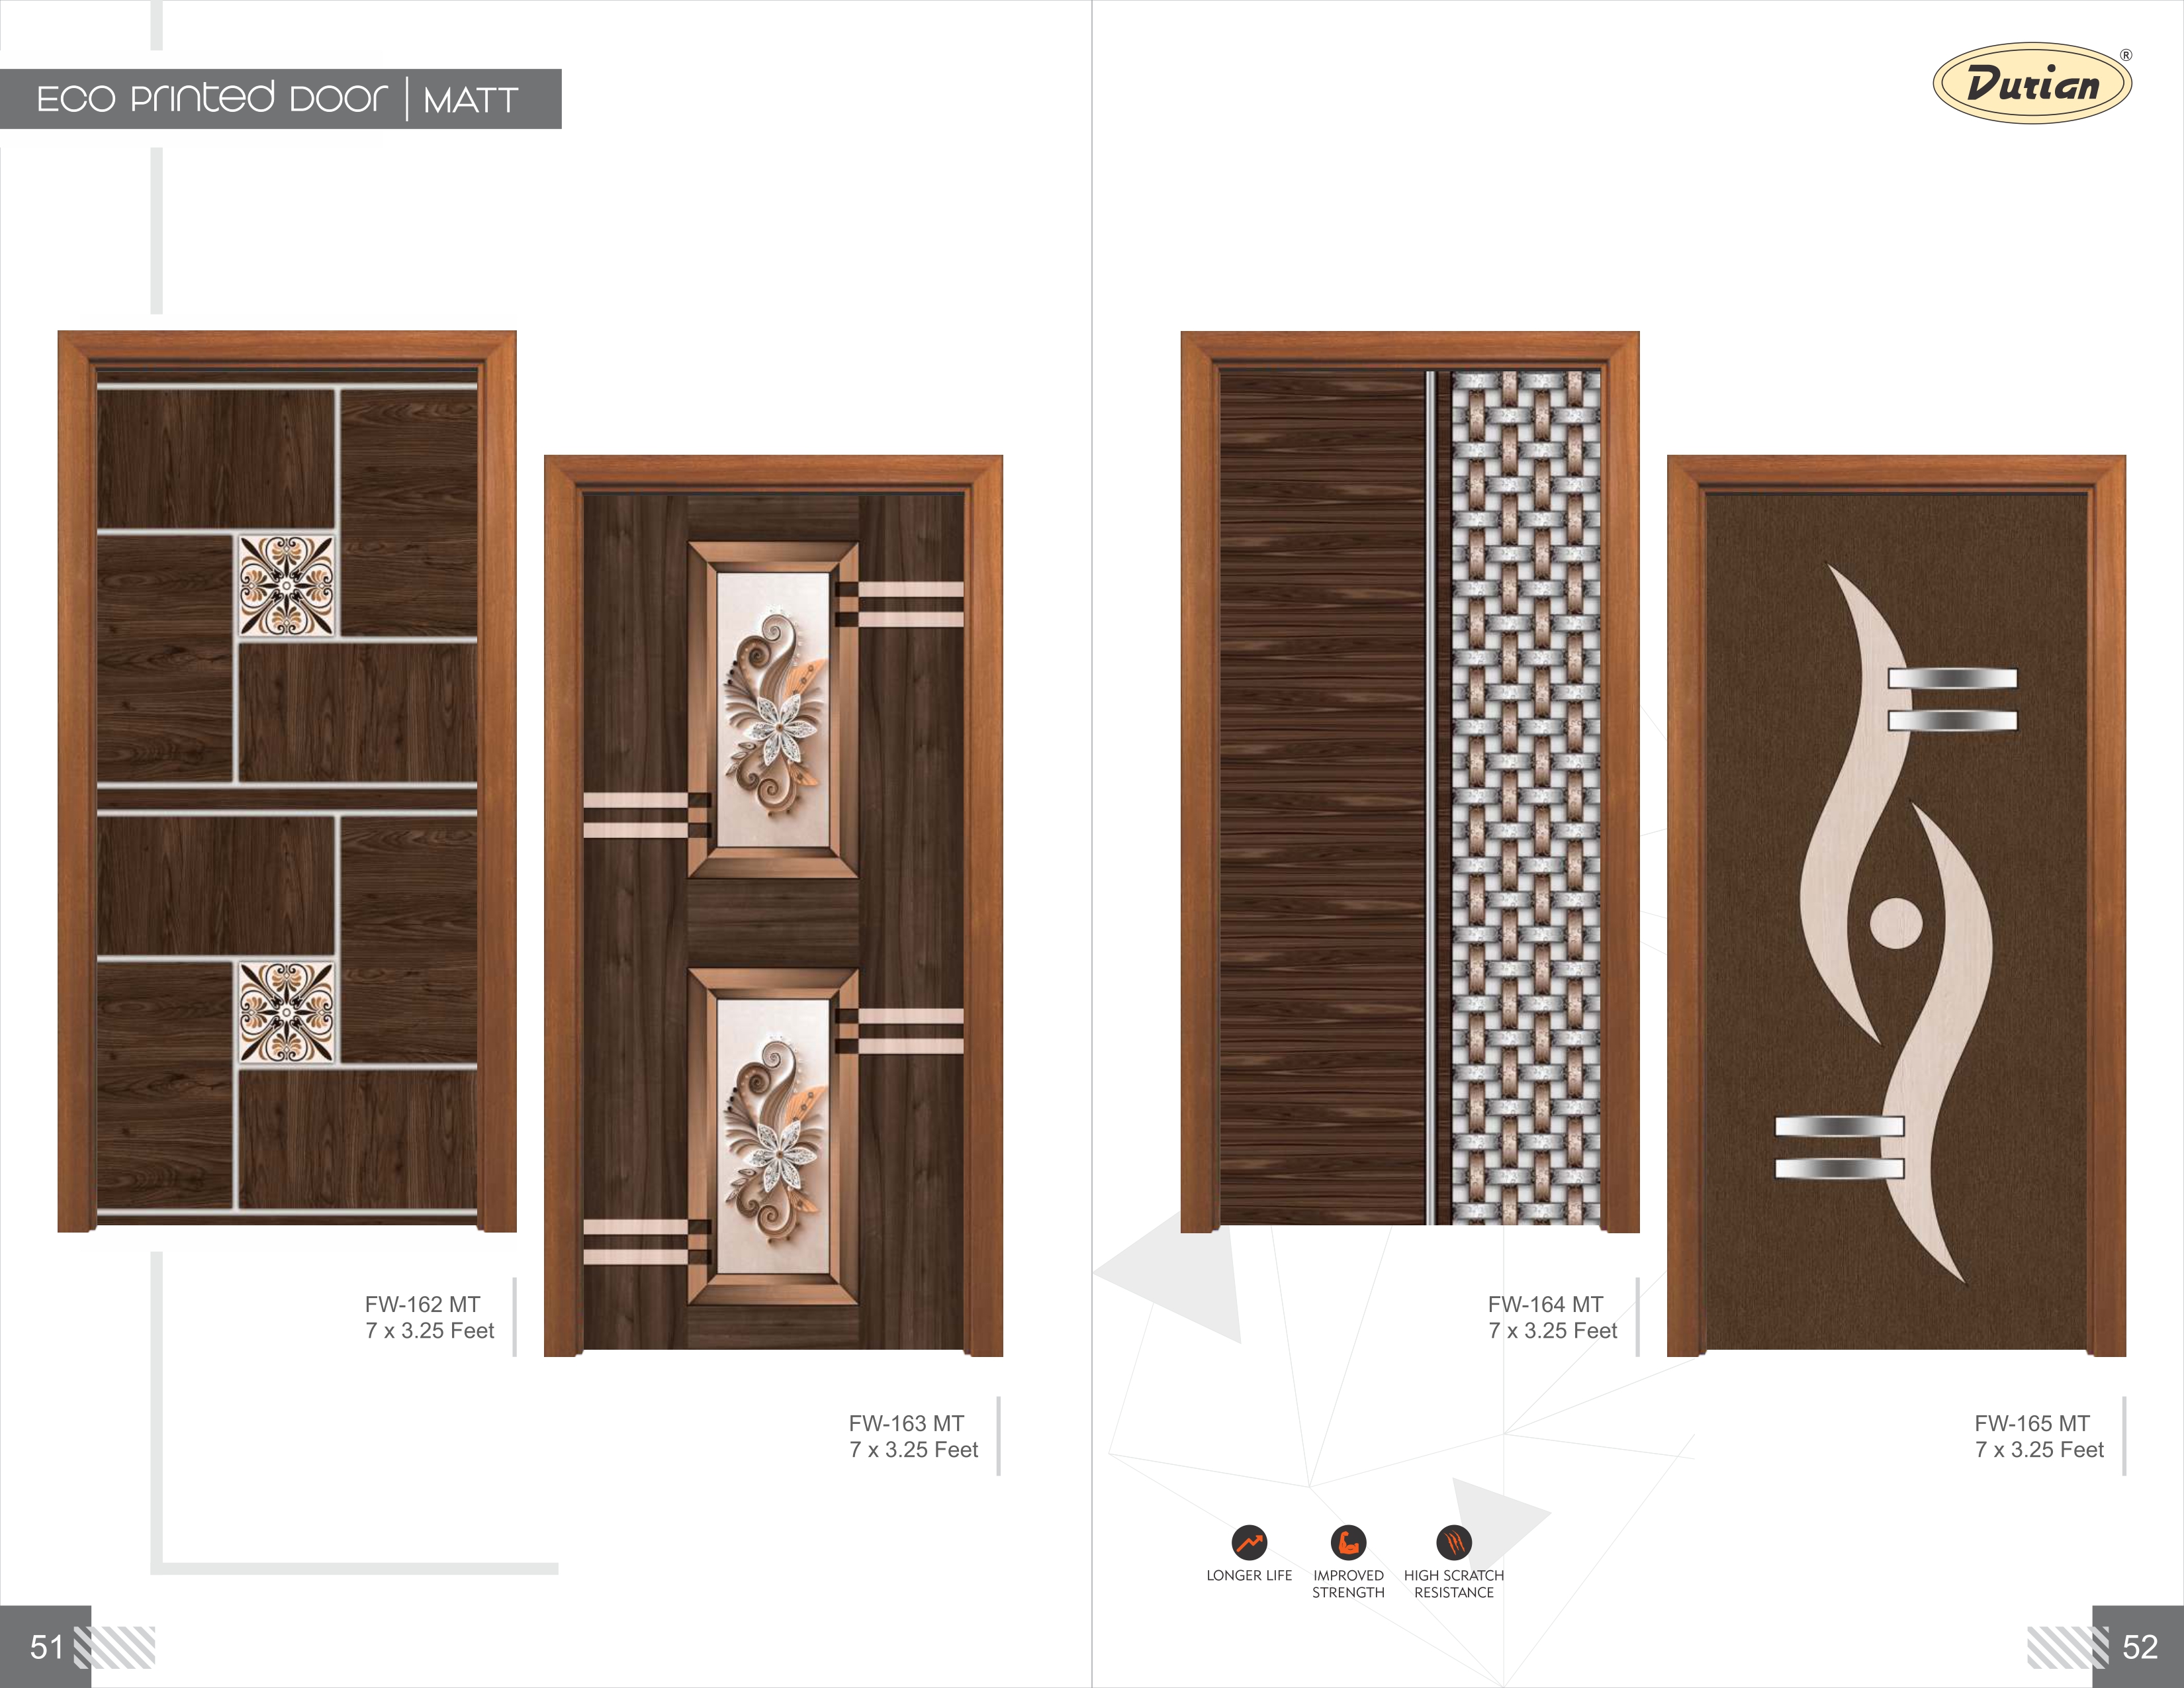 ECO Printed DOOr | MATT
Durian ®
FW-162 MT
7 x 3.25 Feet
FW-163 MT
7 x 3.25 Feet
FW-164 MT
7 x 3.25 Feet
FW-165 MT
7 x 3.25 Feet
LONGER LIFE
IMPROVED
STRENGTH
HIGH SCRATCH
RESISTANCE
51
52